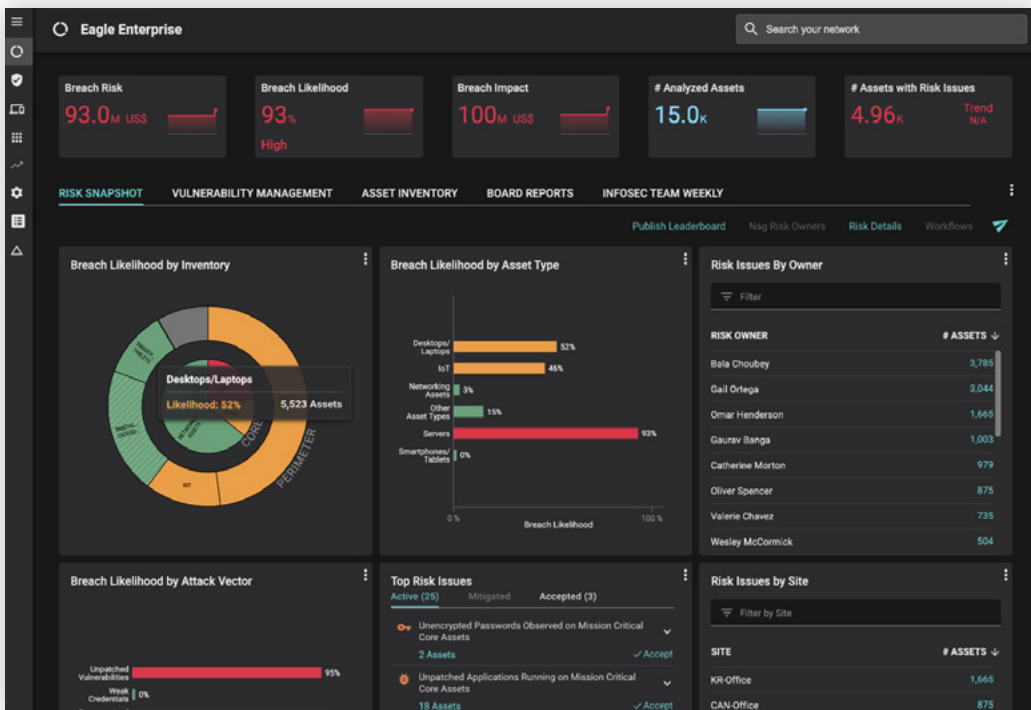 Eagle Enterprise
Search your network
Breach Risk
93.0M US$
Breach Likelihood
93%
High
Breach Impact
100M US$
# Analyzed Assets
15.0K
# Assets with Risk Issues
4.96K
Trend
N/A
RISK SNAPSHOT
VULNERABILITY MANAGEMENT
ASSET INVENTORY
BOARD REPORTS
INFOSEC TEAM WEEKLY
Publish Leaderboard
Nag Risk Owners
Risk Details
Workflows
Breach Likelihood by Inventory
SMARTP...
TABLETS
NETWORKING
ASSETS
IOT
CORE
PERIMETER
Desktops/Laptops
Likelihood: 52%
5,523 Assets
Breach Likelihood by Asset Type
Desktops/
Laptops
52%
IoT
46%
Networking
Assets
3%
Other
Asset Types
15%
Servers
93%
Smartphones/
Tablets
0%
0 %
100 %
Breach Likelihood
Risk Issues By Owner
Filter
RISK OWNER
# ASSETS ↓
Bala Choubey
3,785
Gail Ortega
3,044
Omar Henderson
1,665
Gaurav Banga
1,003
Catherine Morton
979
Oliver Spencer
875
Valerie Chavez
735
Wesley McCormick
504
Breach Likelihood by Attack Vector
Unpatched
Vulnerabilities
95%
Weak
Credentials
0%
Top Risk Issues
Active (25)
Mitigated
Accepted (3)
Unencrypted Passwords Observed on Mission Critical
Core Assets
2 Assets
✓ Accept
Unpatched Applications Running on Mission Critical
Core Assets
18 Assets
✓ Accept
Risk Issues by Site
Filter by Site
SITE
# ASSETS ↓
KR-Office
1,665
CAN-Office
875